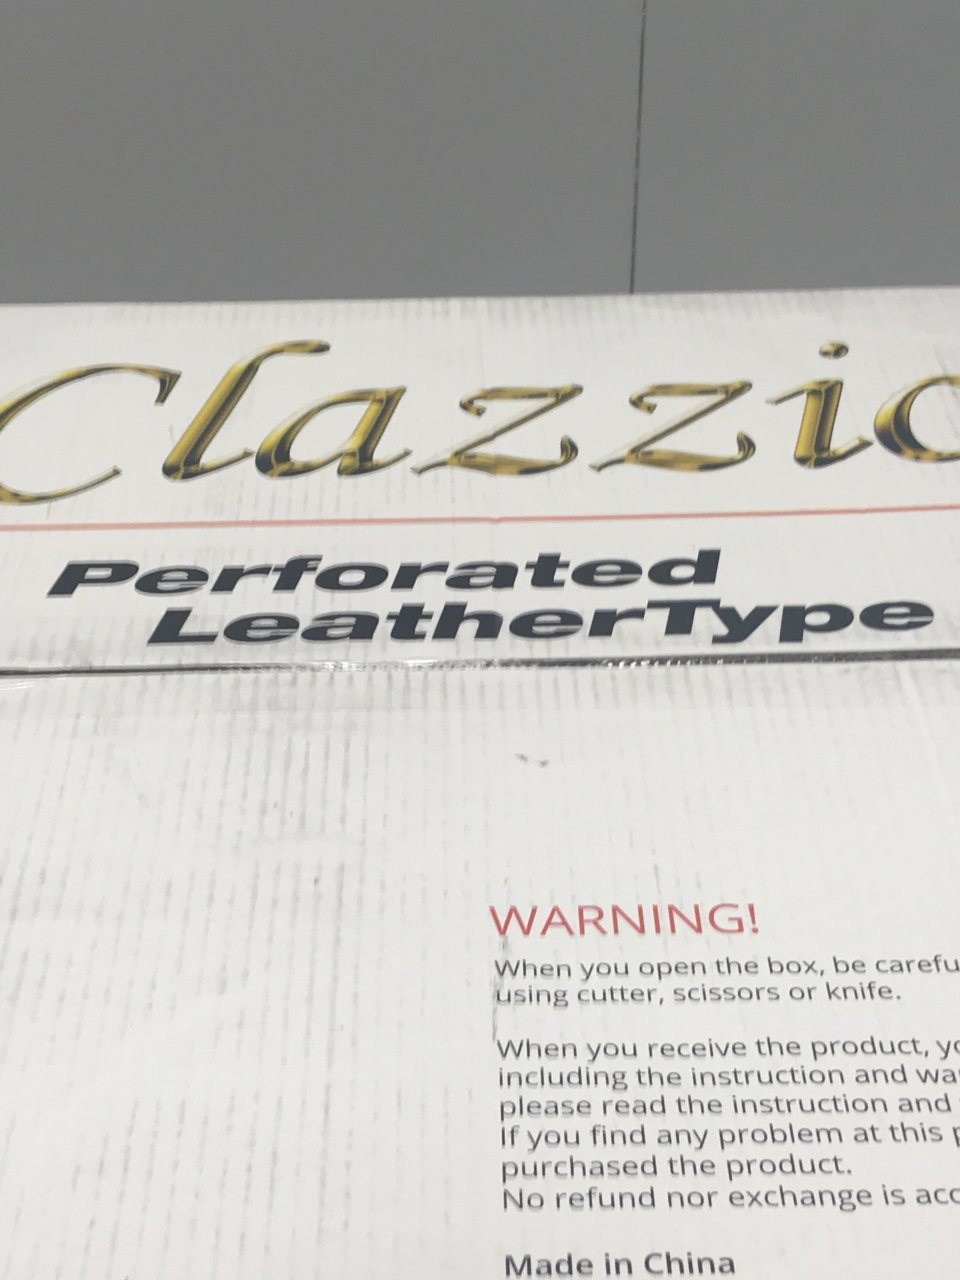 Clazzio
Perforated
LeatherType
WARNING!
When you open the box, be carefu
using cutter, scissors or knife.
When you receive the product, yo
including the instruction and wa
please read the instruction and
If you find any problem at this p
purchased the product.
No refund nor exchange is acc
Made in China